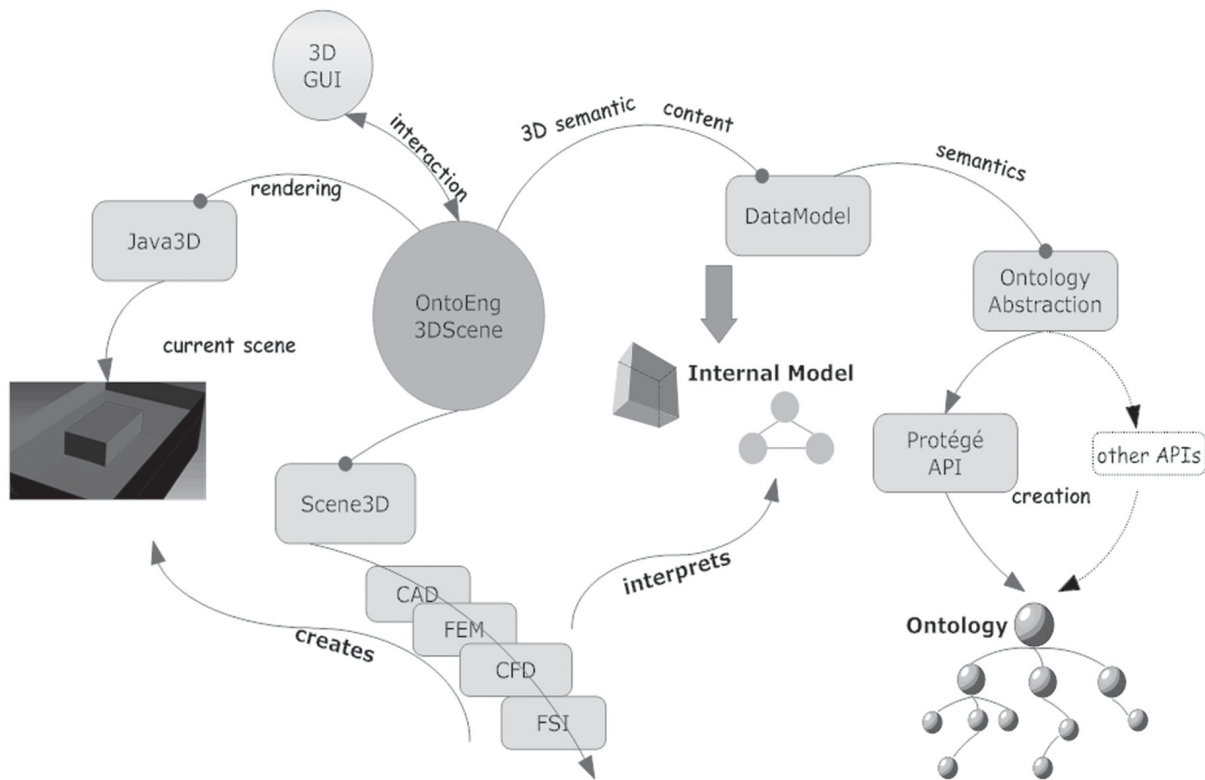 3D
GUI
interaction
3D semantic content
semantics
rendering
Java3D
DataModel
OntoEng
3DScene
Ontology
Abstraction
current scene
Internal Model
Protégé
API
other APIs
creation
Scene3D
interprets
CAD
FEM
CFD
FSI
creates
Ontology